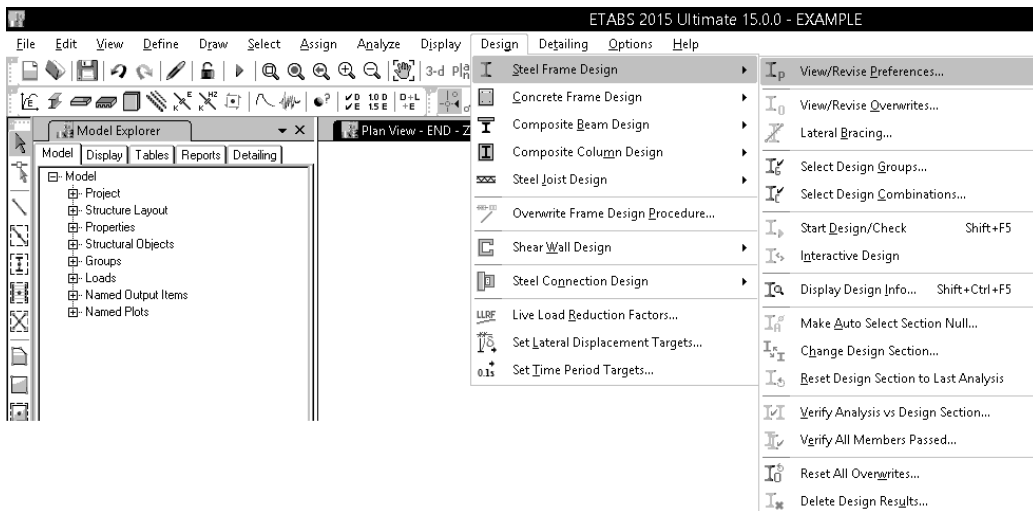 ETABS 2015 Ultimate 15.0.0 - EXAMPLE
File Edit View Define Draw Select Assign Analyze Display Design Detailing Options Help
3-d
Model Explorer
Plan View - END - Z
Model Display Tables Reports Detailing
Model
Project
Structure Layout
Properties
Structural Objects
Groups
Loads
Named Output Items
Named Plots
Steel Frame Design
Concrete Frame Design
Composite Beam Design
Composite Column Design
Steel Joist Design
Overwrite Frame Design Procedure...
Shear Wall Design
Steel Connection Design
LLRF Live Load Reduction Factors...
Set Lateral Displacement Targets...
0.1s Set Time Period Targets...
View/Revise Preferences...
View/Revise Overwrites...
Lateral Bracing...
Select Design Groups...
Select Design Combinations...
Start Design/Check Shift+F5
Interactive Design
Display Design Info... Shift+Ctrl+F5
Make Auto Select Section Null...
Change Design Section...
Reset Design Section to Last Analysis
Verify Analysis vs Design Section...
Verify All Members Passed...
Reset All Overwrites...
Delete Design Results...